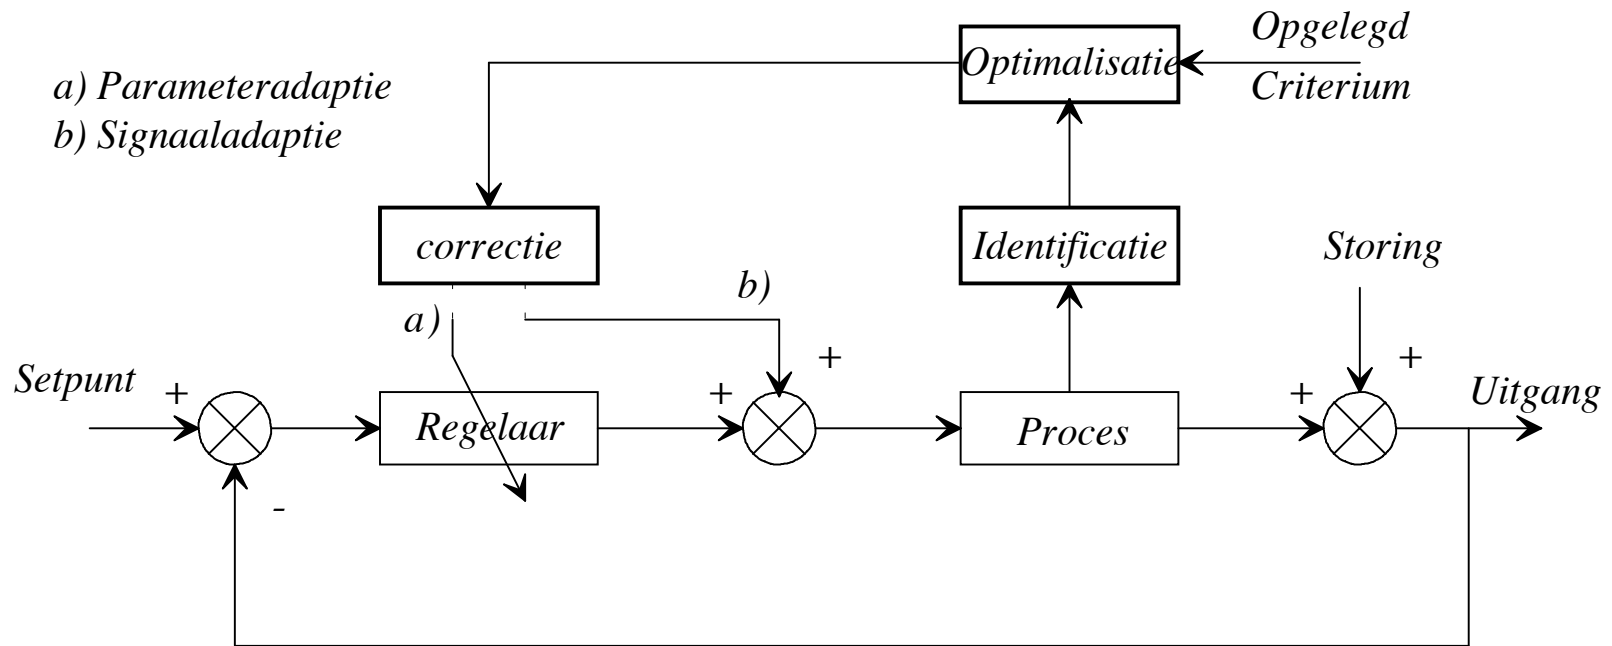 Opgelegd
Optimalisatie
Criterium
a) Parameteradaptie
b) Signaaladaptie
correctie
Identificatie
Storing
b)
a)
+
+
Setpunt
+
+
+
Uitgang
Regelaar
Proces
-